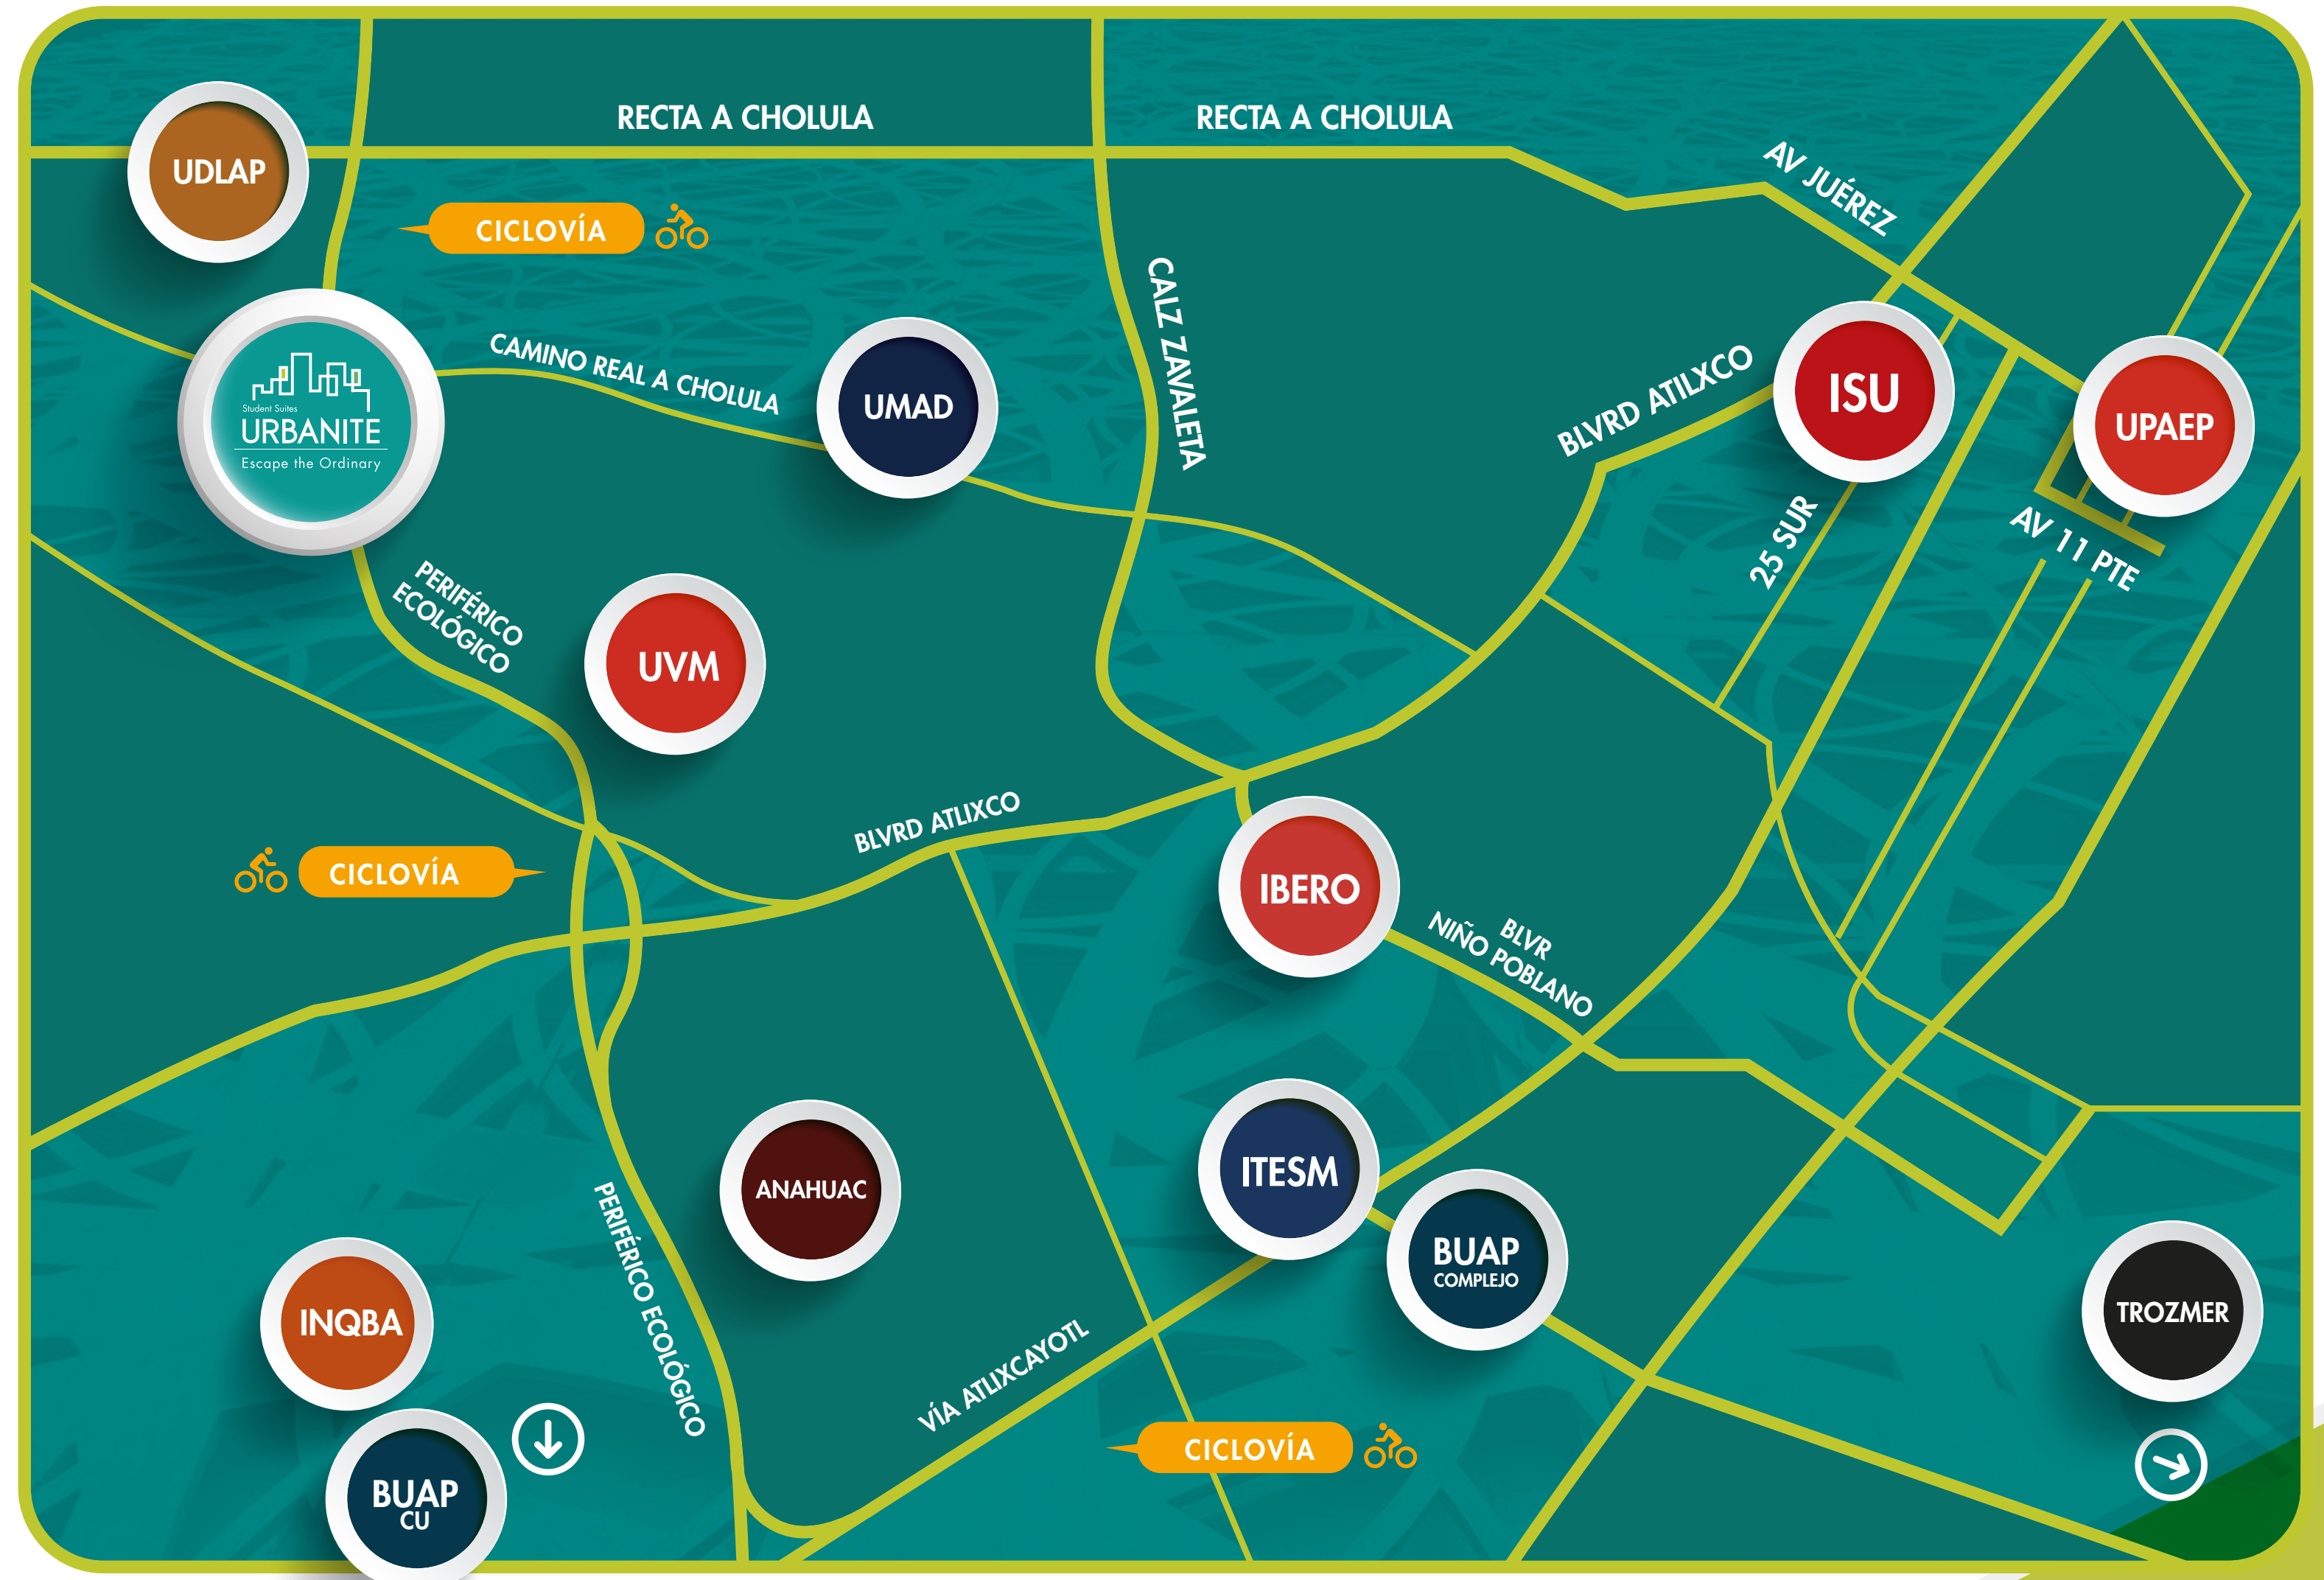 RECTA A CHOLULA
RECTA A CHOLULA
UDLAP
AV JUÉREZ
CICLOVÍA
CALZ ZAVALETA
CAMINO REAL A CHOLULA
UMAD
BLVRD ATILXCO
ISU
UPAEP
Student Suites
URBANITE
Escape the Ordinary
25 SUR
AV 11 PTE
PERIFÉRICO
ECOLÓGICO
UVM
BLVRD ATLIXCO
CICLOVÍA
IBERO
BLVR
NIÑO POBLANO
ITESM
ANAHUAC
PERIFÉRICO ECOLÓGICO
BUAP
COMPLEJO
INQBA
TROZMER
VÍA ATLIXCAYOTL
CICLOVÍA
BUAP
CU